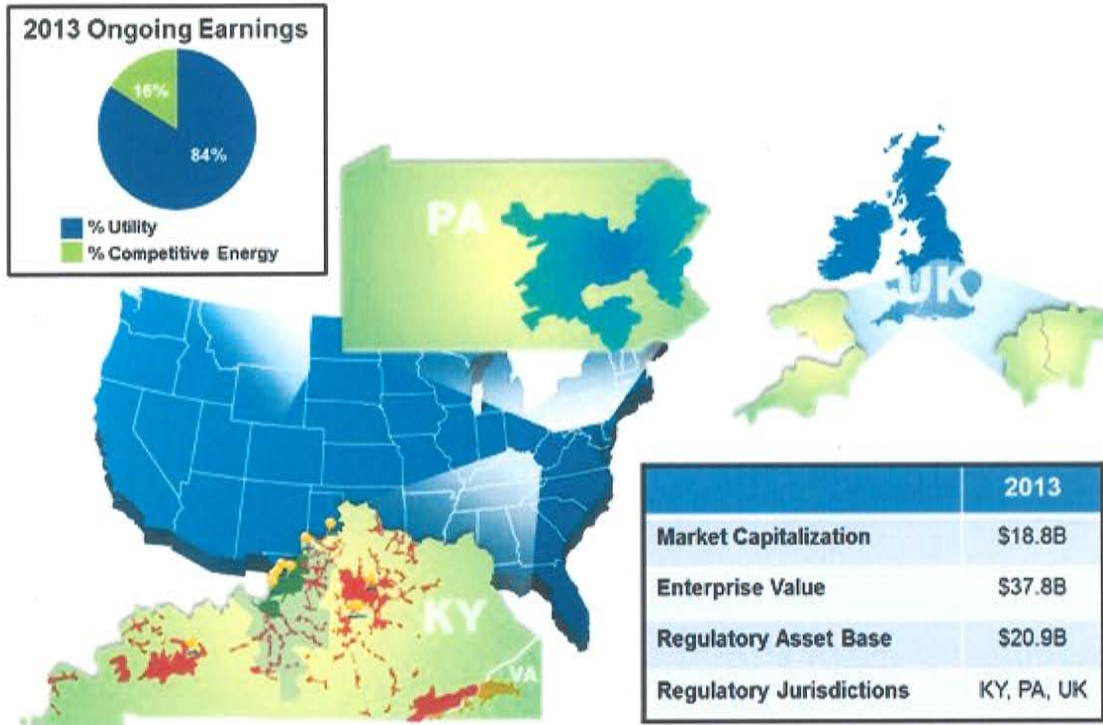 2013 Ongoing Earnings
16%
84%
% Utility
% Competitive Energy
PA
UK
KY
VA
2013
Market Capitalization $18.8B
Enterprise Value $37.8B
Regulatory Asset Base $20.9B
Regulatory Jurisdictions KY, PA, UK